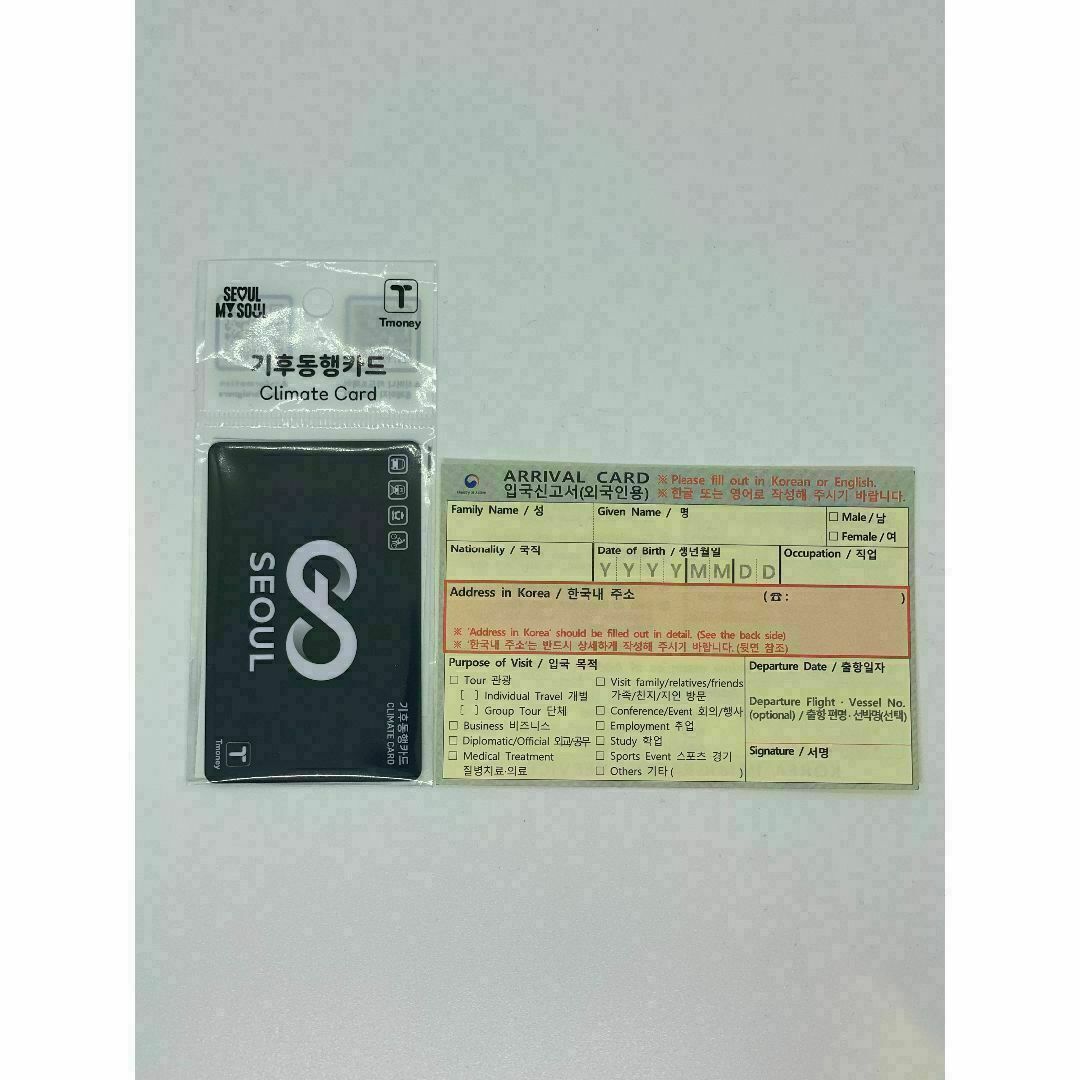 SEOUL
MY SOUL
Tmoney
기후동행카드
Climate Card
GO
SEOUL
기후동행카드
CLIMATE CARD
Tmoney
ARRIVAL CARD
입국신고서(외국인용)
※ Please fill out in Korean or English.
※ 한글 또는 영어로 작성해 주시기 바랍니다.
Family Name / 성
Given Name / 명
☐ Male / 남
☐ Female / 여
Nationality / 국적
Date of Birth / 생년월일
Y Y Y Y M M D D
Occupation / 직업
Address in Korea / 한국내 주소
(☎: )
※ 'Address in Korea' should be filled out in detail. (See the back side)
※ '한국내 주소'는 반드시 상세하게 작성해 주시기 바랍니다. (뒷면 참조)
Purpose of Visit / 입국 목적
☐ Tour 관광
[ ] Individual Travel 개별
[ ] Group Tour 단체
☐ Business 비즈니스
☐ Diplomatic/Official 외교/공무
☐ Medical Treatment
질병치료·의료
☐ Visit family/relatives/friends
가족/친지/지인 방문
☐ Conference/Event 회의/행사
☐ Employment 취업
☐ Study 학업
☐ Sports Event 스포츠 경기
☐ Others 기타 ( )
Departure Date / 출항일자
Departure Flight · Vessel No.
(optional) / 출항 편명·선박명(선택)
Signature / 서명